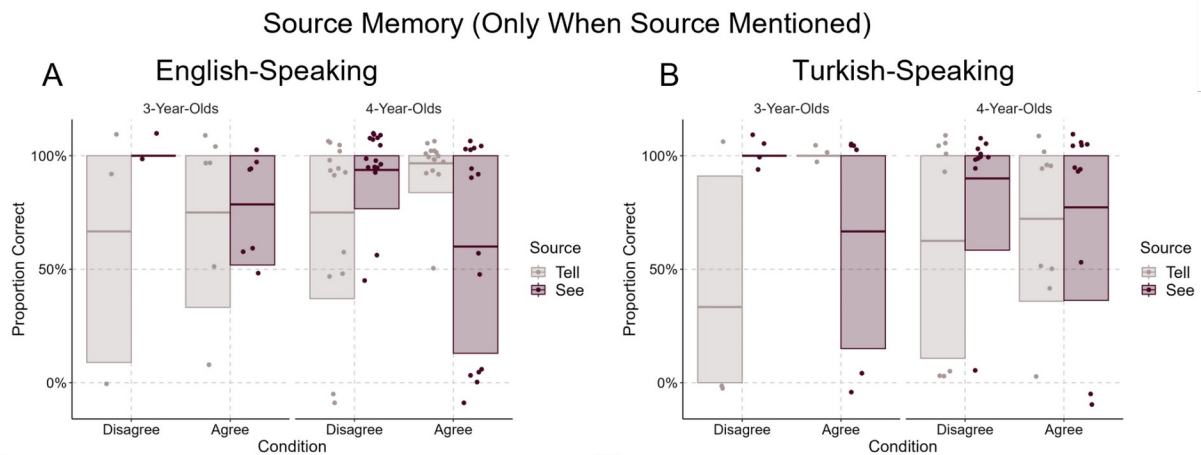 Source Memory (Only When Source Mentioned)
A English-Speaking
3-Year-Olds 4-Year-Olds
Proportion Correct
100%
50%
0%
Disagree Agree Disagree Agree
Condition
Source
Tell
See
B Turkish-Speaking
3-Year-Olds 4-Year-Olds
Proportion Correct
100%
50%
0%
Disagree Agree Disagree Agree
Condition
Source
Tell
See